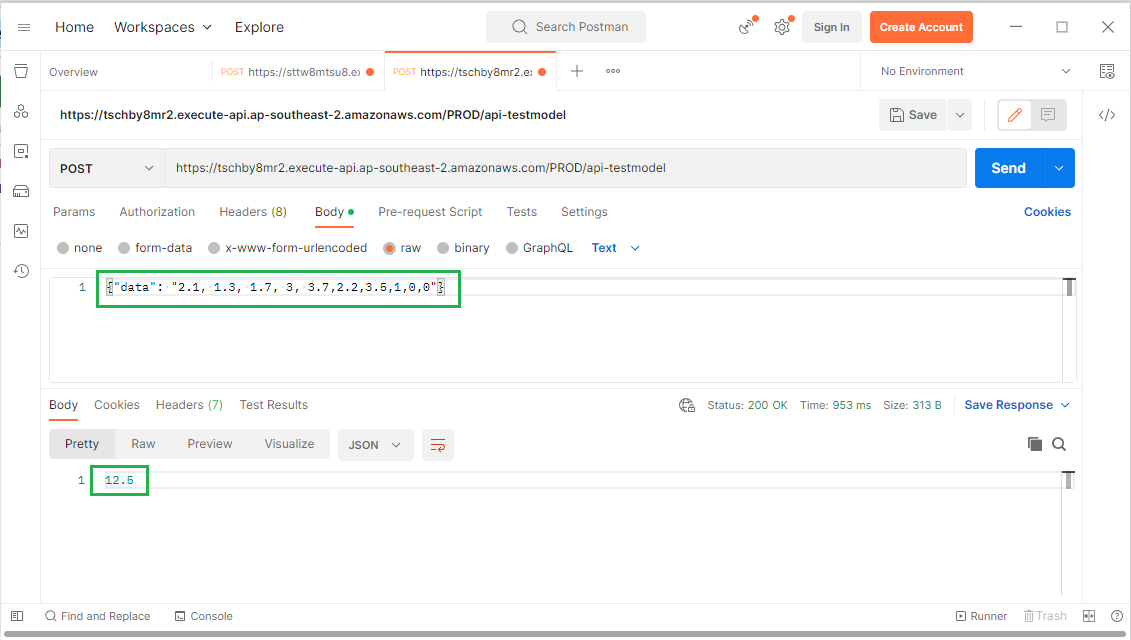 Home Workspaces Explore Search Postman Sign In Create Account
Overview POST https://sttw8mtsu8.e> POST https://tschby8mr2.e> No Environment
https://tschby8mr2.execute-api.ap-southeast-2.amazonaws.com/PROD/api-testmodel Save
POST https://tschby8mr2.execute-api.ap-southeast-2.amazonaws.com/PROD/api-testmodel Send
Params Authorization Headers (8) Body Pre-request Script Tests Settings Cookies
none form-data x-www-form-urlencoded raw binary GraphQL Text
1 {"data": "2.1, 1.3, 1.7, 3, 3.7,2.2,3.5,1,0,0"}
Body Cookies Headers (7) Test Results Status: 200 OK Time: 953 ms Size: 313 B Save Response
Pretty Raw Preview Visualize JSON
1 12.5
Find and Replace Console Runner Trash